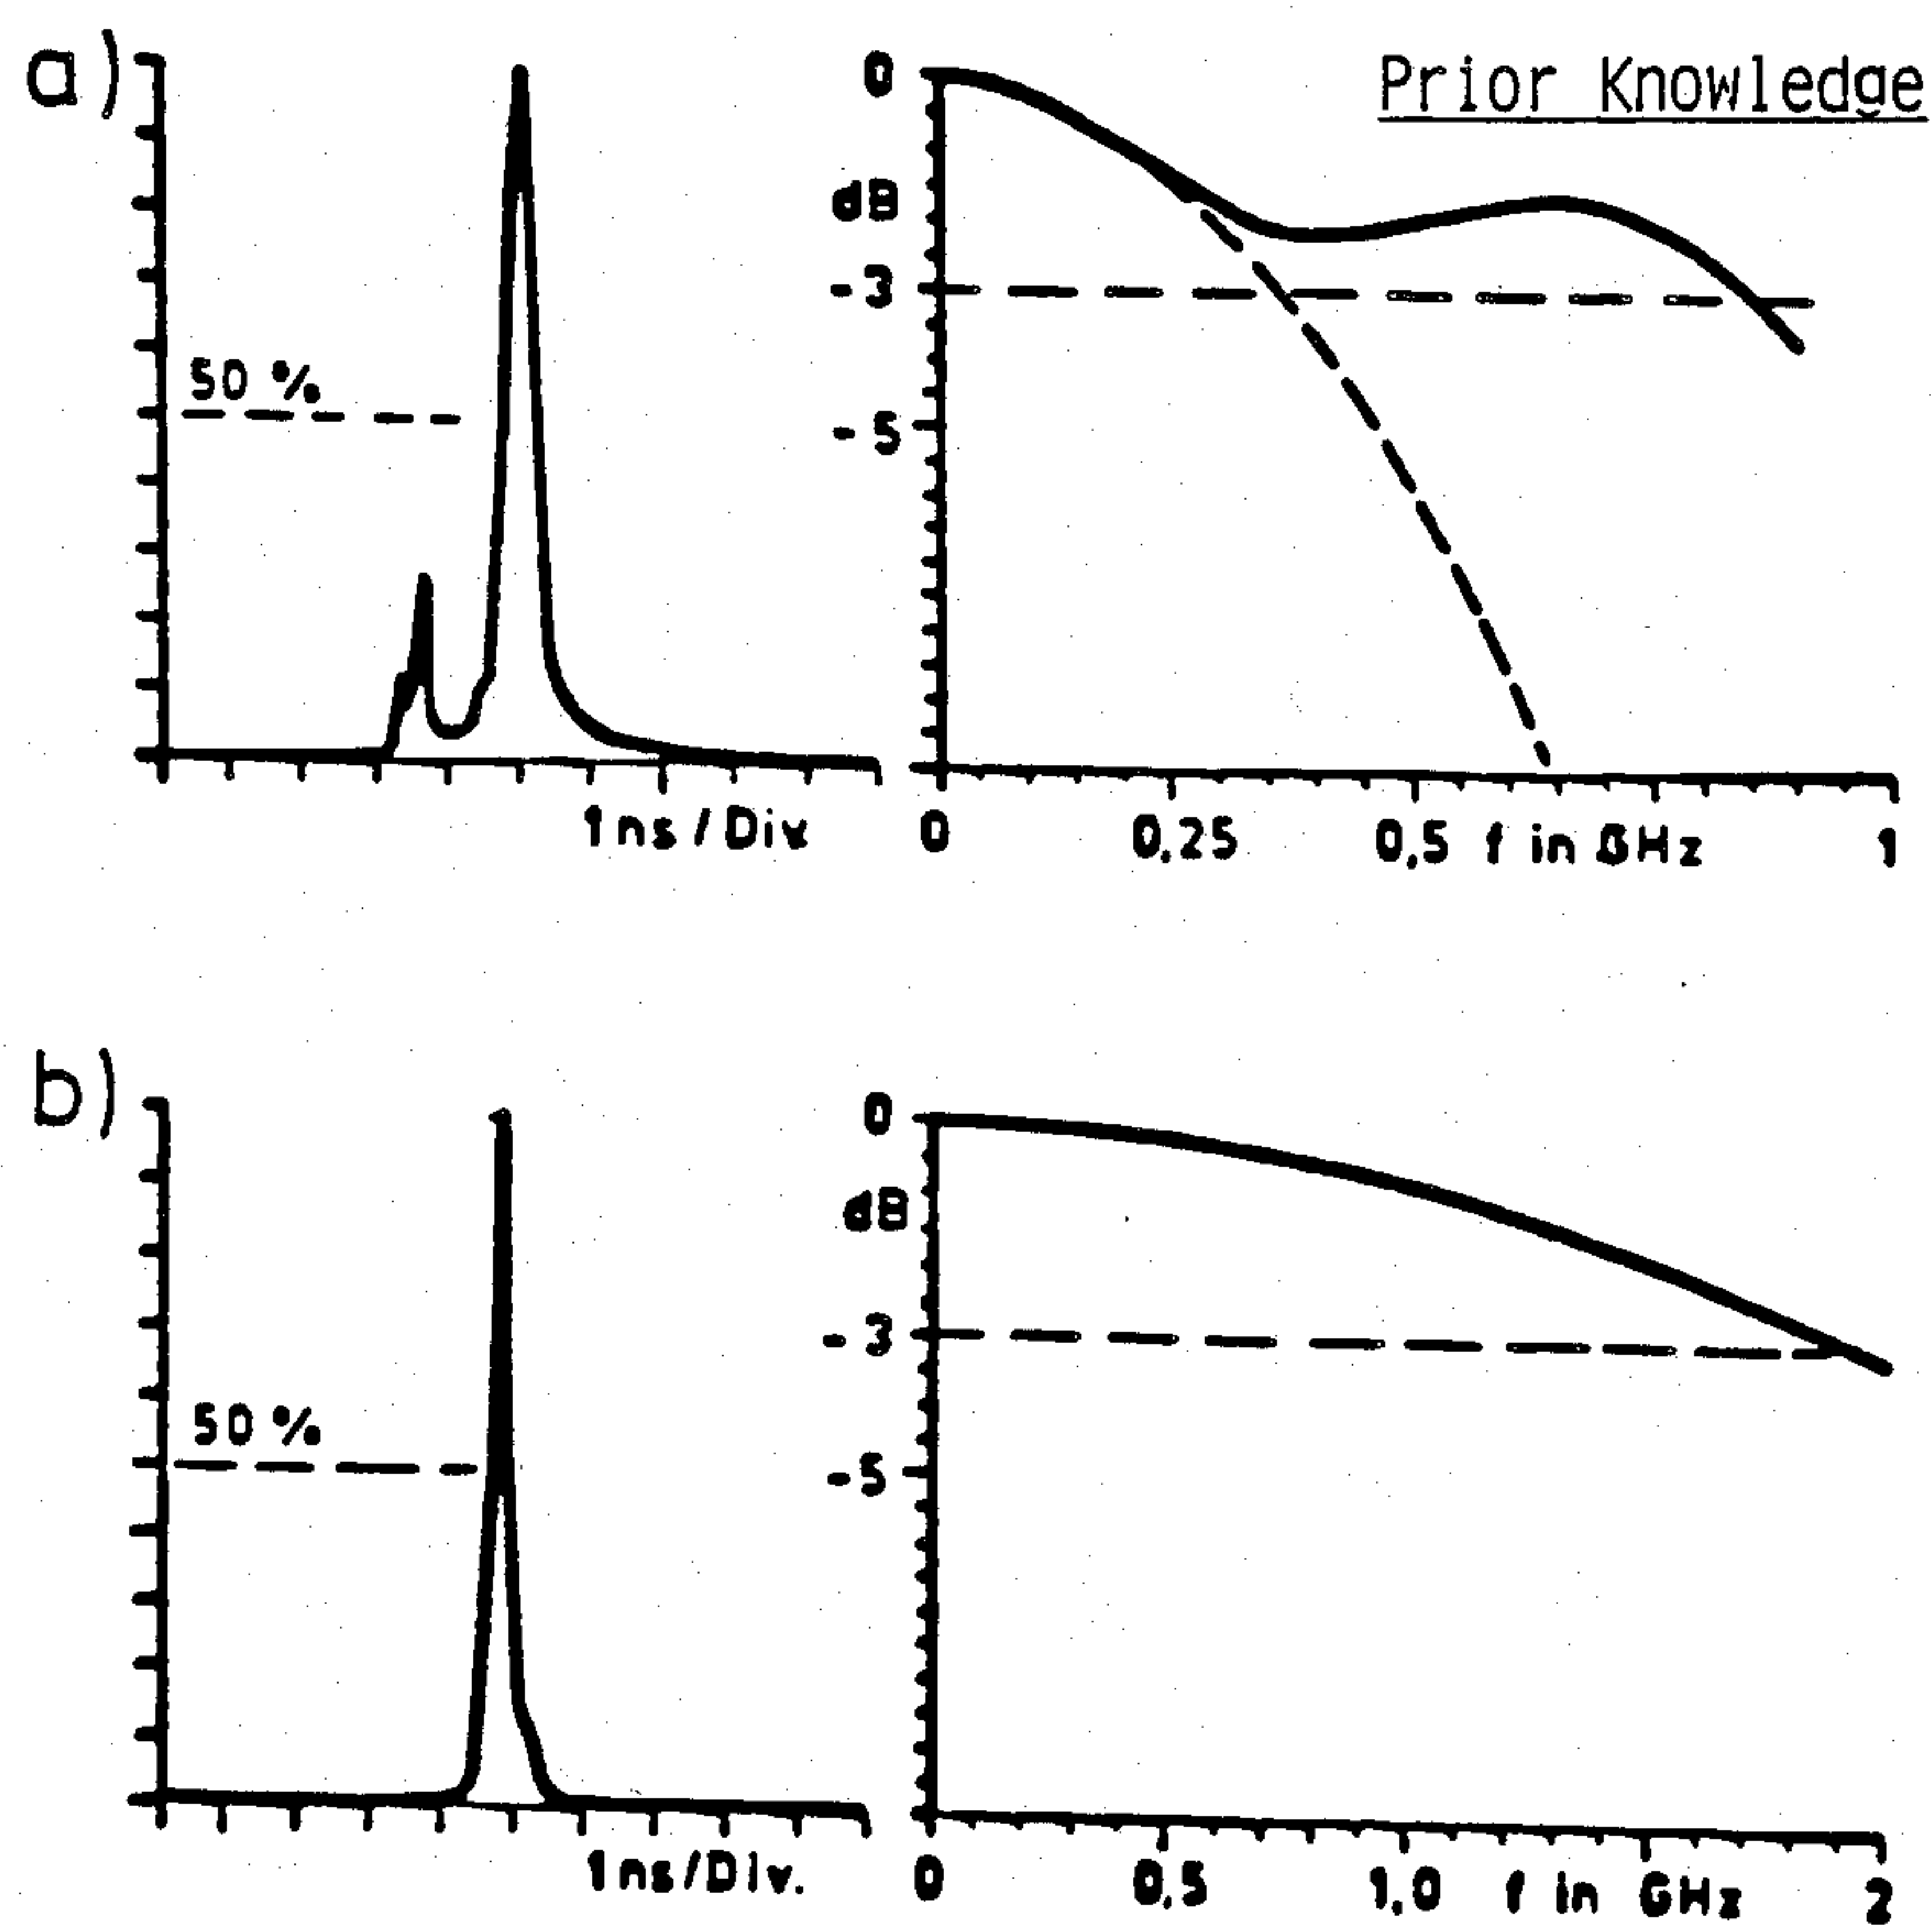 a)
Prior Knowledge
0
dB
- 3
- 5
50 %
1ns / Div
0 0,25 0,5 f in GHz 1
b)
0
dB
- 3
- 5
50 %
1ns/Div.
0 0,5 1,0 f in GHz 2